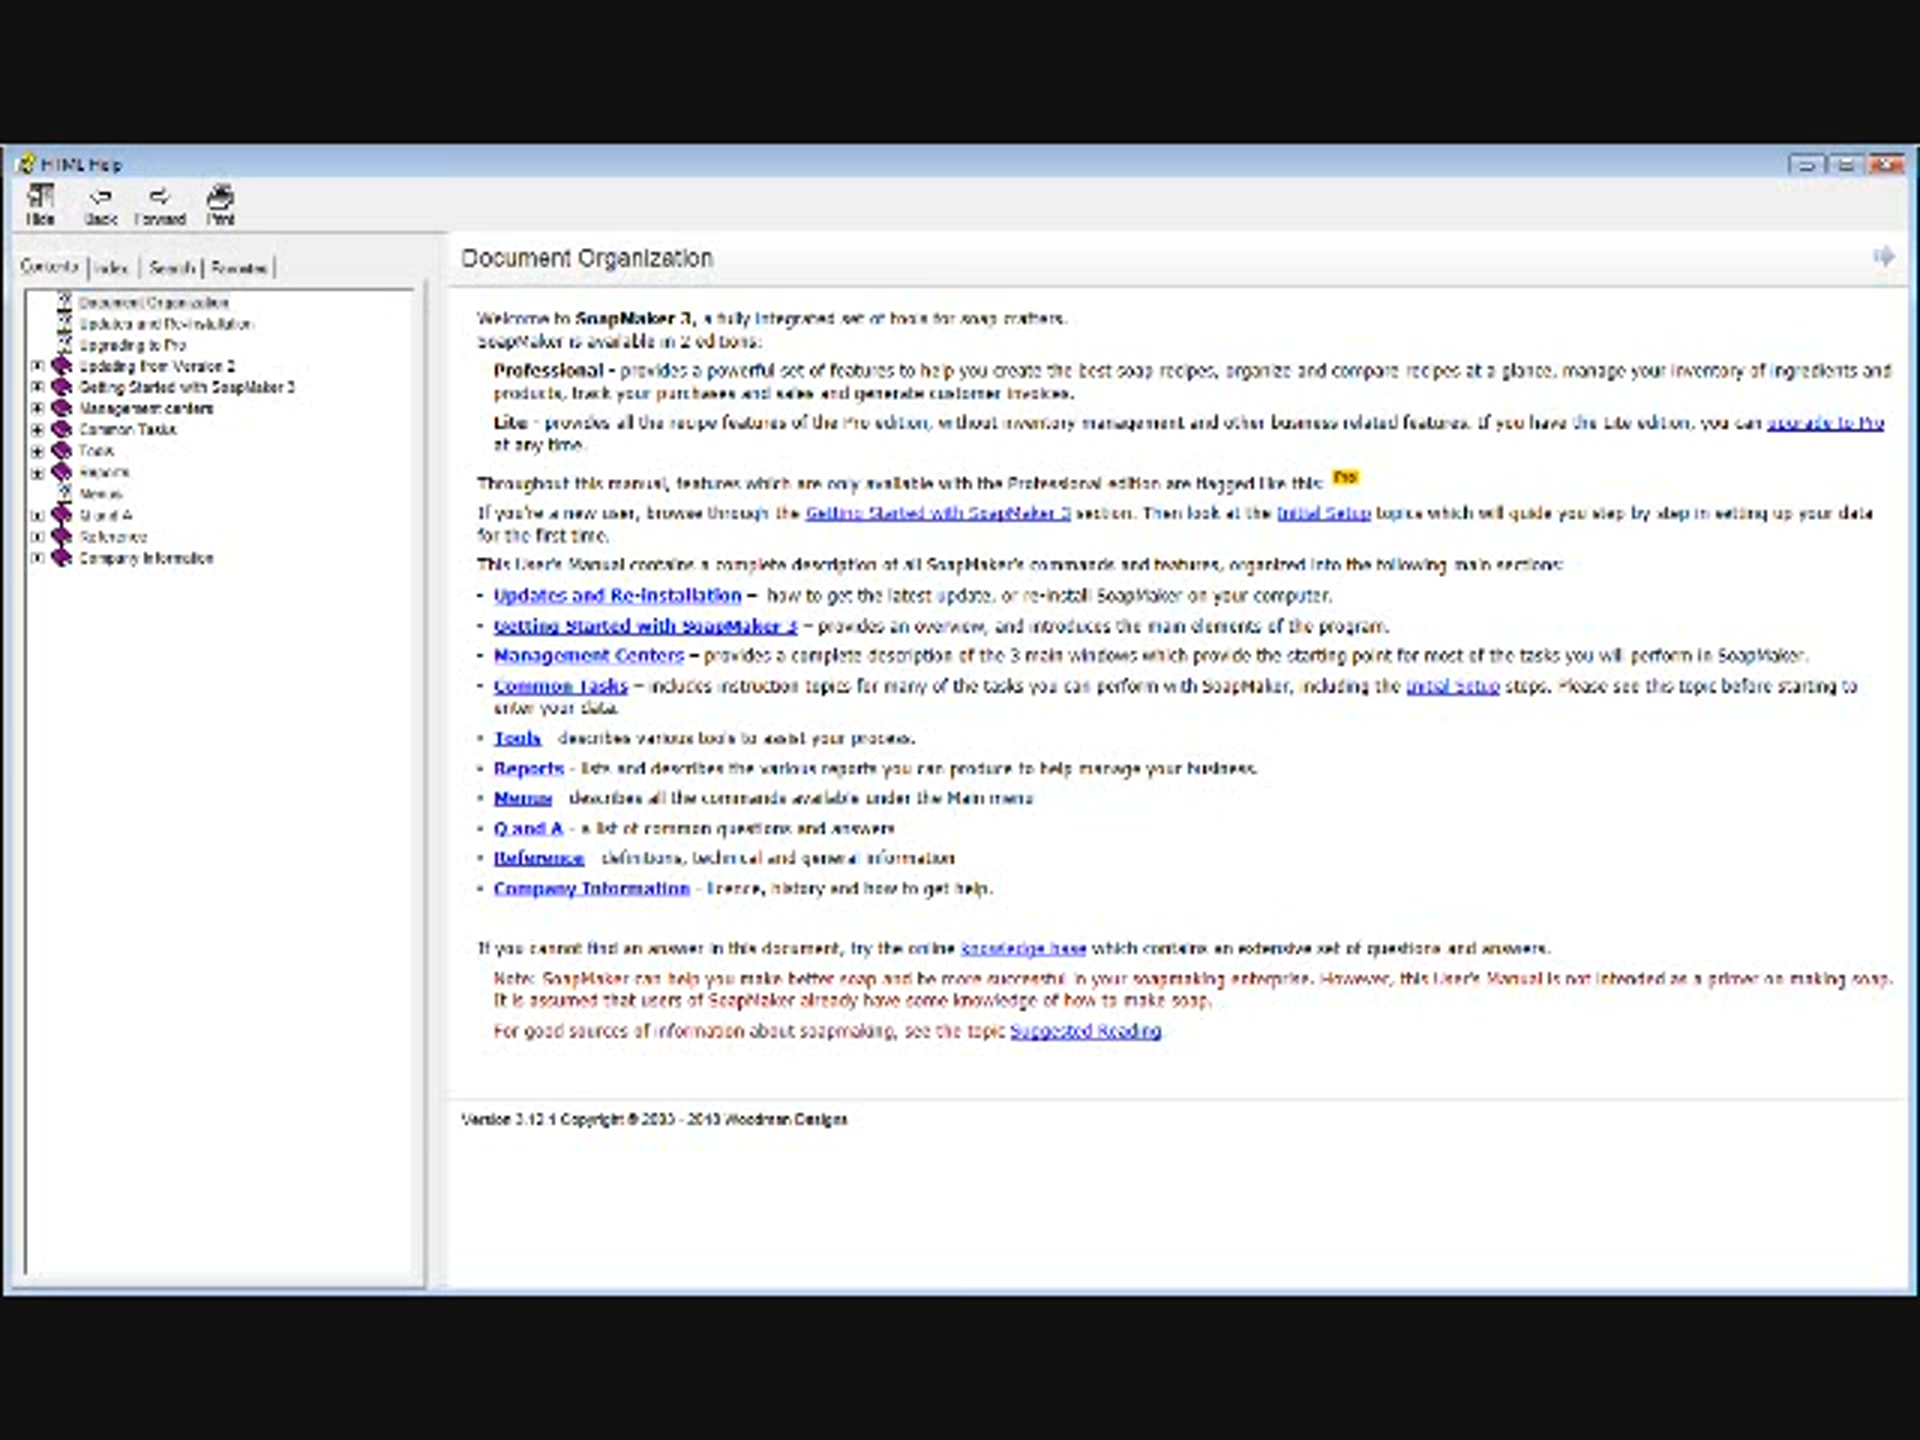 HTML Help
Hide Back Forward Print
Contents Index Search Favorites
Document Organization
Updates and Re-installation
Upgrading to Pro
Updating from Version 2
Getting Started with SoapMaker 3
Management centers
Common Tasks
Tools
Reports
Menus
Q and A
Reference
Company Information
Document Organization
Welcome to SoapMaker 3, a fully integrated set of tools for soap crafters.
SoapMaker is available in 2 editions:
Professional - provides a powerful set of features to help you create the best soap recipes, organize and compare recipes at a glance, manage your inventory of ingredients and
products, track your purchases and sales and generate customer invoices.
Lite - provides all the recipe features of the Pro edition, without inventory management and other business related features. If you have the Lite edition, you can upgrade to Pro
at any time.
Throughout this manual, features which are only available with the Professional edition are flagged like this: Pro
If you're a new user, browse through the Getting Started with SoapMaker 3 section. Then look at the Initial Setup topics which will guide you step by step in setting up your data
for the first time.
This User's Manual contains a complete description of all SoapMaker's commands and features, organized into the following main sections:
• Updates and Re-installation – how to get the latest update, or re-install SoapMaker on your computer.
• Getting Started with SoapMaker 3 – provides an overview, and introduces the main elements of the program.
• Management Centers – provides a complete description of the 3 main windows which provide the starting point for most of the tasks you will perform in SoapMaker.
• Common Tasks – includes instruction topics for many of the tasks you can perform with SoapMaker, including the Initial Setup steps. Please see this topic before starting to
enter your data.
• Tools describes various tools to assist your process.
• Reports - lists and describes the various reports you can produce to help manage your business.
• Menus describes all the commands available under the Main menu
• Q and A - a list of common questions and answers
• Reference definitions, technical and general information
• Company Information - licence, history and how to get help.
If you cannot find an answer in this document, try the online knowledge base which contains an extensive set of questions and answers.
Note: SoapMaker can help you make better soap and be more successful in your soapmaking enterprise. However, this User's Manual is not intended as a primer on making soap.
It is assumed that users of SoapMaker already have some knowledge of how to make soap.
For good sources of information about soapmaking, see the topic Suggested Reading.
Version 3.12.1 Copyright © 2003 - 2010 Woodman Designs